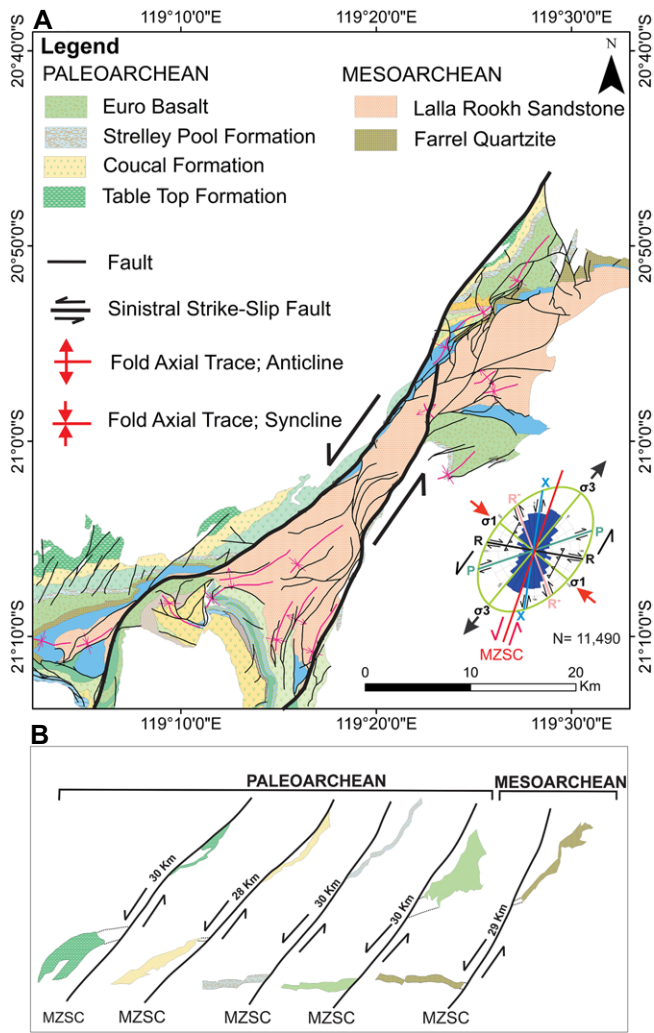 A
119°10'0"E 119°20'0"E 119°30'0"E
20°40'0"S
20°50'0"S
21°00'0"S
21°10'0"S
Legend
PALEOARCHEAN
Euro Basalt
Strelley Pool Formation
Coucal Formation
Table Top Formation
MESOARCHEAN
Lalla Rookh Sandstone
Farrel Quartzite
N
Fault
Sinistral Strike-Slip Fault
Fold Axial Trace; Anticline
Fold Axial Trace; Syncline
20°40'0"S
20°50'0"S
21°0'0"S
21°10'0"S
X
σ3
R'
σ1
P
R
R
P
σ1
σ3
X
R'
MZSC
N= 11,490
0 10 20
Km
119°10'0"E 119°20'0"E 119°30'0"E
B
PALEOARCHEAN
MESOARCHEAN
30 Km
28 Km
30 Km
30 Km
29 Km
MZSC MZSC MZSC MZSC MZSC